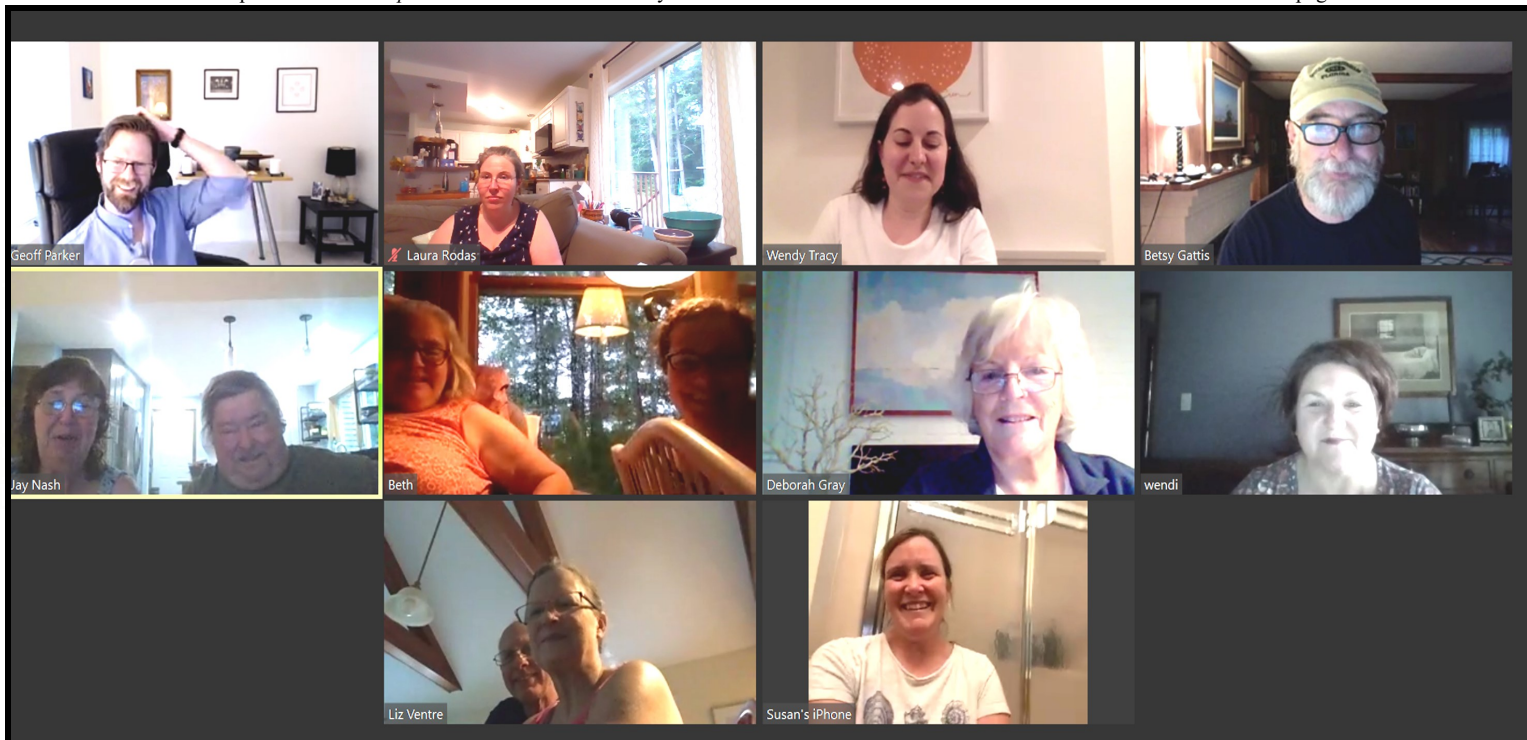 Geoff Parker
Laura Rodas
Wendy Tracy
Betsy Gattis
Jay Nash
Beth
Deborah Gray
wendi
Liz Ventre
Susan's iPhone